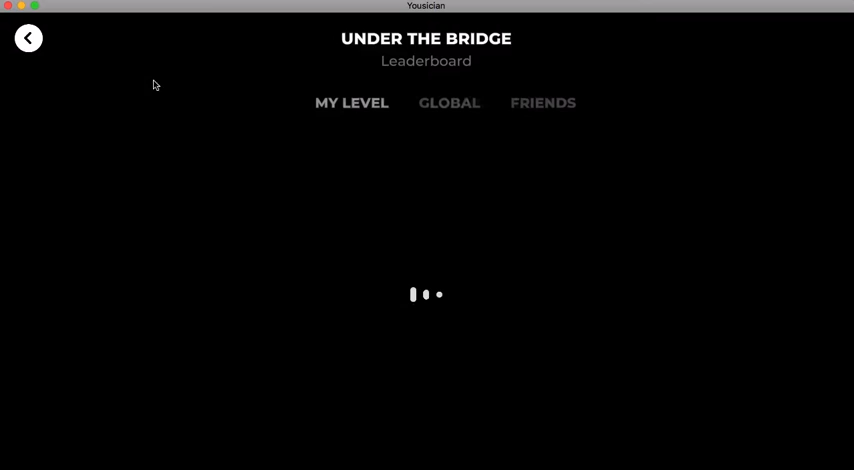 Yousician
UNDER THE BRIDGE
Leaderboard
MY LEVEL GLOBAL FRIENDS